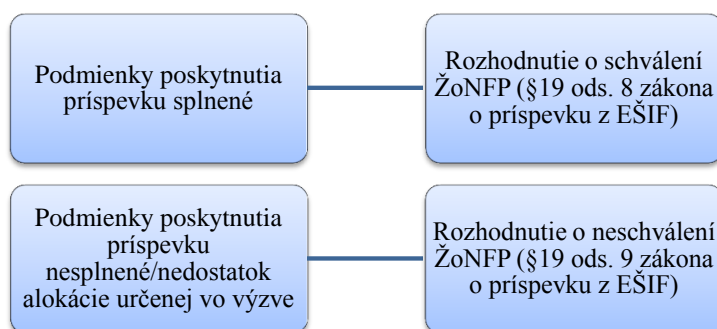 Podmienky poskytnutia
príspevku splnené
Rozhodnutie o schválení
ŽoNFP (§19 ods. 8 zákona
o príspevku z EŠIF)
Podmienky poskytnutia
príspevku
nesplnené/nedostatok
alokácie určenej vo výzve
Rozhodnutie o neschválení
ŽoNFP (§19 ods. 9 zákona
o príspevku z EŠIF)